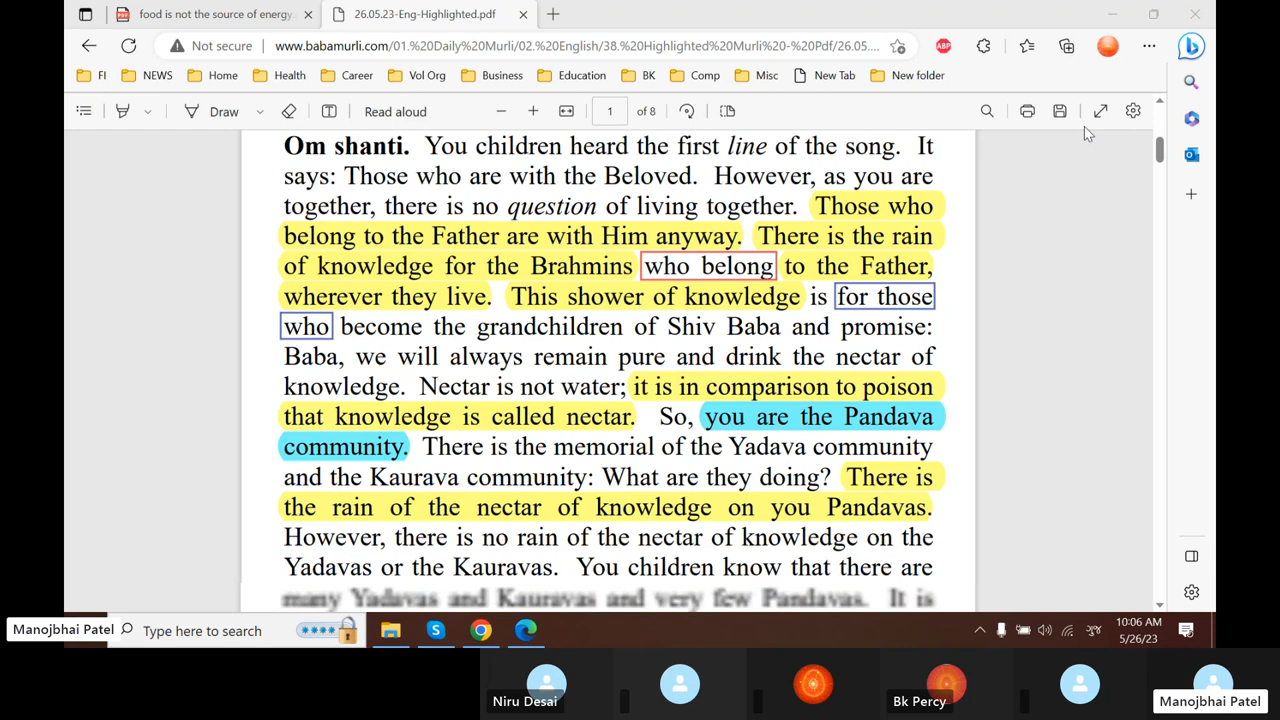 food is not the source of energy
26.05.23-Eng-Highlighted.pdf
Not secure
www.babamurli.com/01.%20Daily%20Murli/02.%20English/38.%20Highlighted%20Murli%20-%20Pdf/26.05....
ABP
FI NEWS Home Health Career Vol Org Business Education BK Comp Misc New Tab New folder
Draw Read aloud 1 of 8
Om shanti. You children heard the first line of the song. It
says: Those who are with the Beloved. However, as you are
together, there is no question of living together. Those who
belong to the Father are with Him anyway. There is the rain
of knowledge for the Brahmins who belong to the Father,
wherever they live. This shower of knowledge is for those
who become the grandchildren of Shiv Baba and promise:
Baba, we will always remain pure and drink the nectar of
knowledge. Nectar is not water; it is in comparison to poison
that knowledge is called nectar. So, you are the Pandava
community. There is the memorial of the Yadava community
and the Kaurava community: What are they doing? There is
the rain of the nectar of knowledge on you Pandavas.
However, there is no rain of the nectar of knowledge on the
Yadavas or the Kauravas. You children know that there are
many Yadavas and Kauravas and very few Pandavas. It is
Manojbhai Patel
Type here to search
10:06 AM
5/26/23
Niru Desai
Bk Percy
Manojbhai Patel